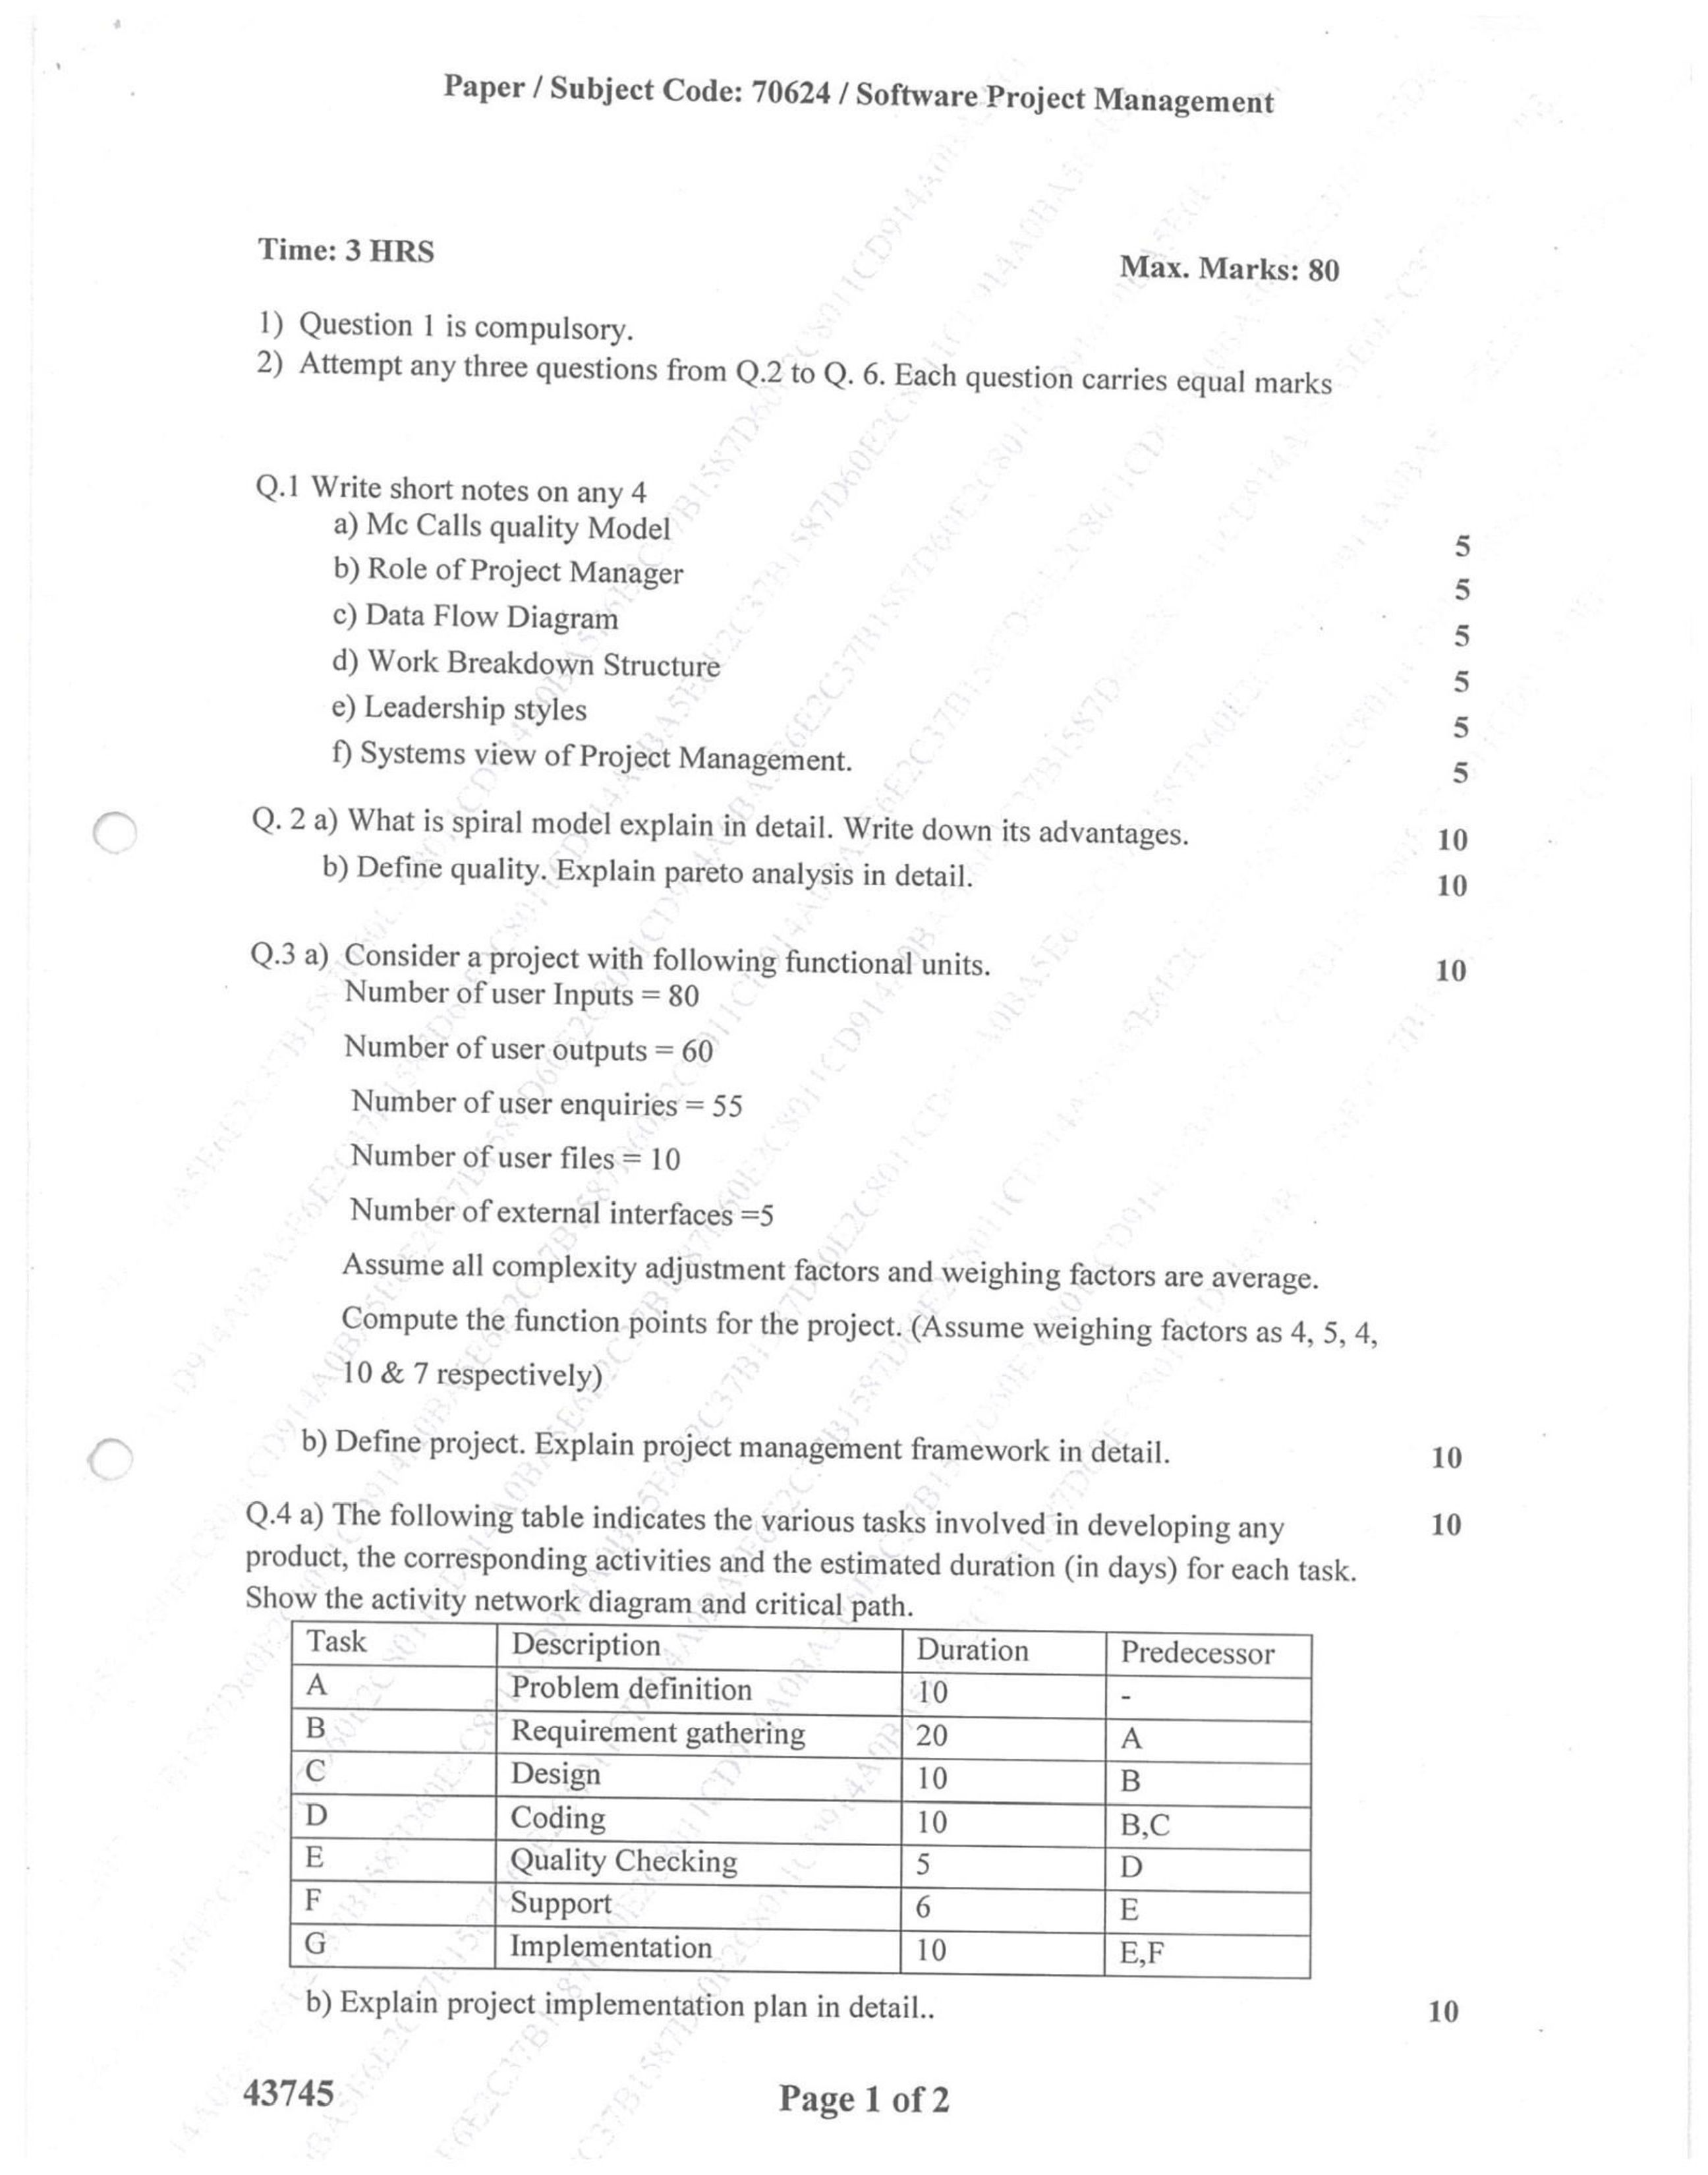 Paper / Subject Code: 70624 / Software Project Management
Time: 3 HRS
Max. Marks: 80
1) Question 1 is compulsory.
2) Attempt any three questions from Q.2 to Q. 6. Each question carries equal marks
Q.1 Write short notes on any 4
a) Mc Calls quality Model 5
b) Role of Project Manager 5
c) Data Flow Diagram 5
d) Work Breakdown Structure 5
e) Leadership styles 5
f) Systems view of Project Management. 5
Q. 2 a) What is spiral model explain in detail. Write down its advantages. 10
b) Define quality. Explain pareto analysis in detail. 10
Q.3 a) Consider a project with following functional units. 10
Number of user Inputs = 80
Number of user outputs = 60
Number of user enquiries = 55
Number of user files = 10
Number of external interfaces =5
Assume all complexity adjustment factors and weighing factors are average.
Compute the function points for the project. (Assume weighing factors as 4, 5, 4,
10 & 7 respectively)
b) Define project. Explain project management framework in detail. 10
Q.4 a) The following table indicates the various tasks involved in developing any 10
product, the corresponding activities and the estimated duration (in days) for each task.
Show the activity network diagram and critical path.
Task Description Duration Predecessor
A Problem definition 10 -
B Requirement gathering 20 A
C Design 10 B
D Coding 10 B,C
E Quality Checking 5 D
F Support 6 E
G Implementation 10 E,F
b) Explain project implementation plan in detail.. 10
43745
Page 1 of 2